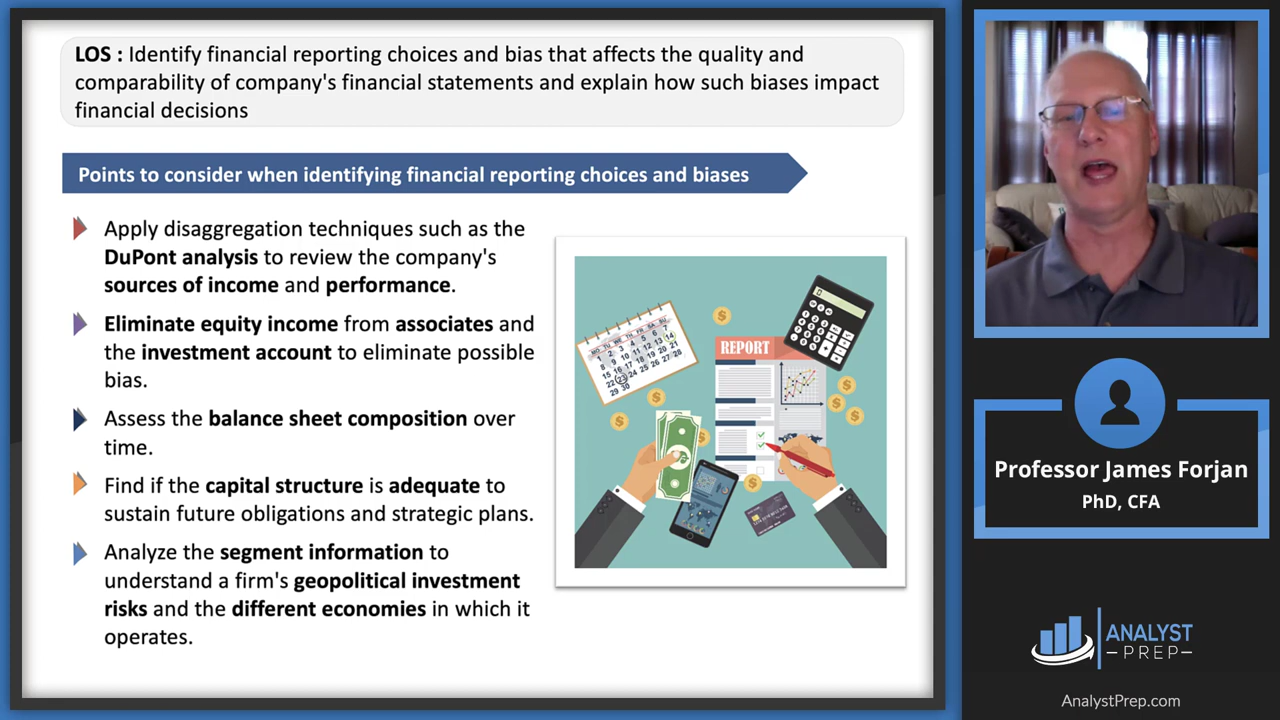 LOS : Identify financial reporting choices and bias that affects the quality and
comparability of company's financial statements and explain how such biases impact
financial decisions
Points to consider when identifying financial reporting choices and biases
Apply disaggregation techniques such as the
DuPont analysis to review the company's
sources of income and performance.
Eliminate equity income from associates and
the investment account to eliminate possible
bias.
Assess the balance sheet composition over
time.
Find if the capital structure is adequate to
sustain future obligations and strategic plans.
Analyze the segment information to
understand a firm's geopolitical investment
risks and the different economies in which it
operates.
REPORT
Professor James Forjan
PhD, CFA
ANALYST
PREP
AnalystPrep.com